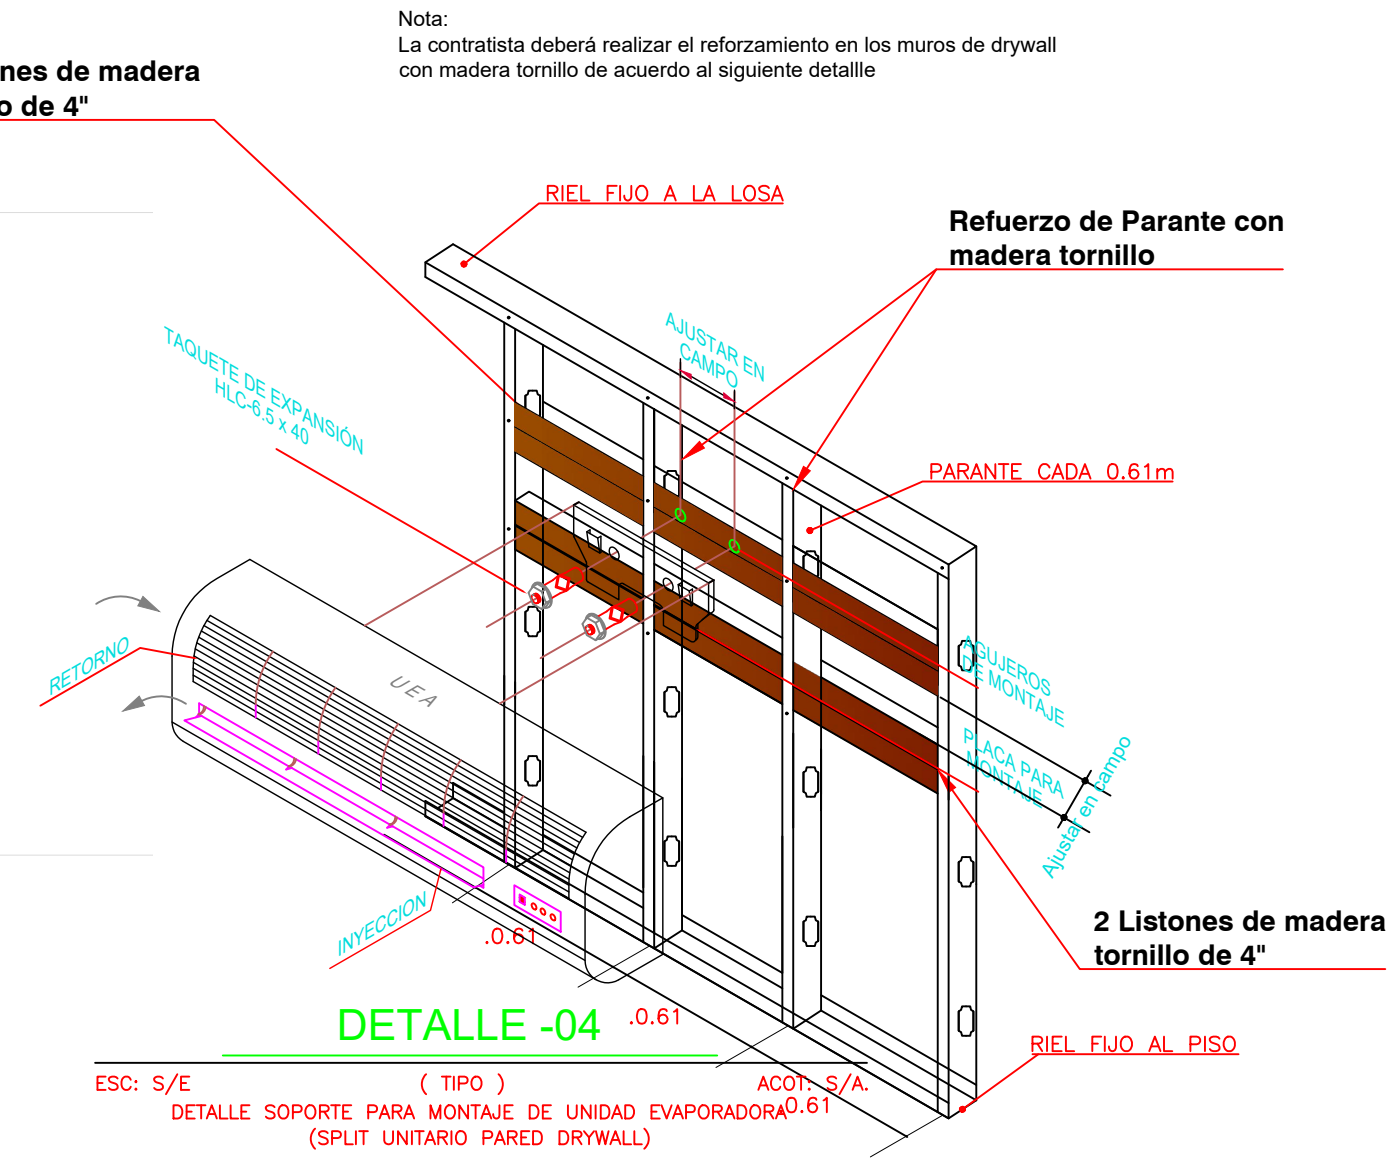 Nota:
La contratista deberá realizar el reforzamiento en los muros de drywall
con madera tornillo de acuerdo al siguiente detallle
nes de madera
o de 4"
RIEL FIJO A LA LOSA
Refuerzo de Parante con
madera tornillo
AJUSTAR EN
CAMPO
TAQUETE DE EXPANSIÓN
HLC-6.5 x 40
PARANTE CADA 0.61m
RETORNO
UEA
AGUJEROS
DE MONTAJE
PLACA PARA
MONTAJE
Ajustar en campo
INYECCION
2 Listones de madera
tornillo de 4"
.0.61
.0.61
DETALLE -04
RIEL FIJO AL PISO
ESC: S/E
( TIPO )
ACOT: S/A.
.0.61
DETALLE SOPORTE PARA MONTAJE DE UNIDAD EVAPORADORA
(SPLIT UNITARIO PARED DRYWALL)